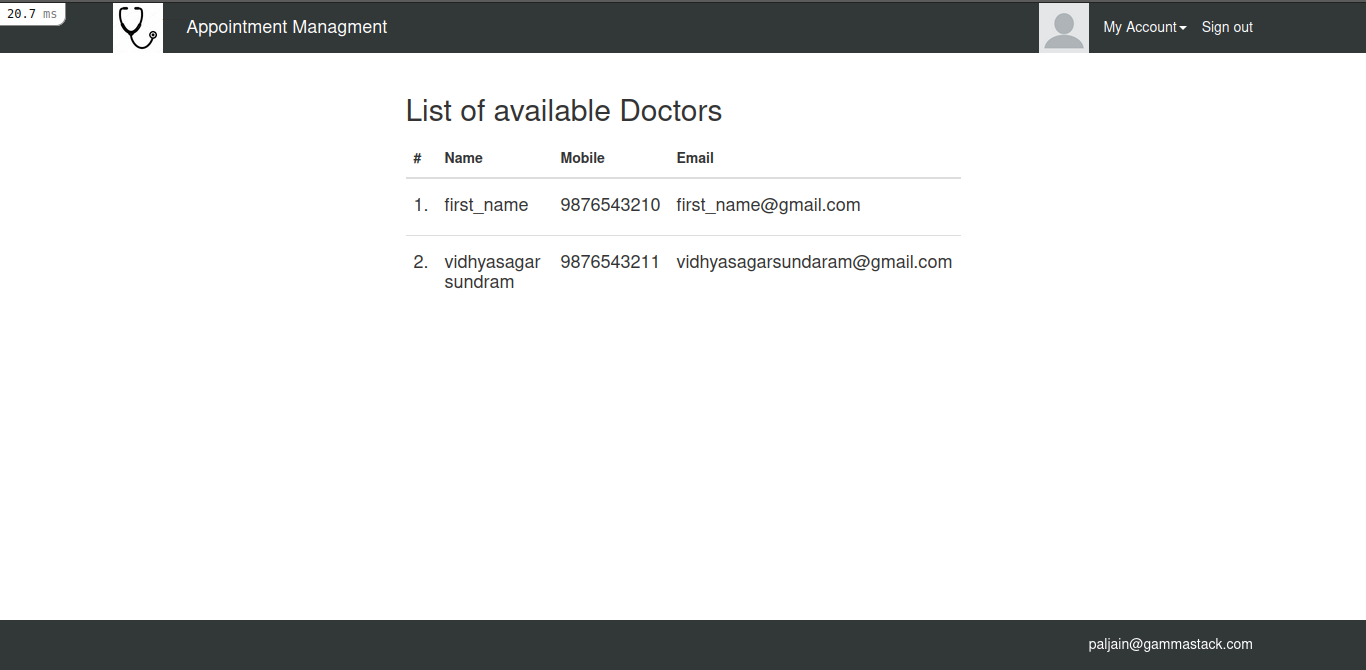 20.7 ms
Appointment Managment
My Account
Sign out
List of available Doctors
# Name Mobile Email
1. first_name 9876543210 first_name@gmail.com
2. vidhyasagar 9876543211 vidhyasagarsundaram@gmail.com
sundram
paljain@gammastack.com